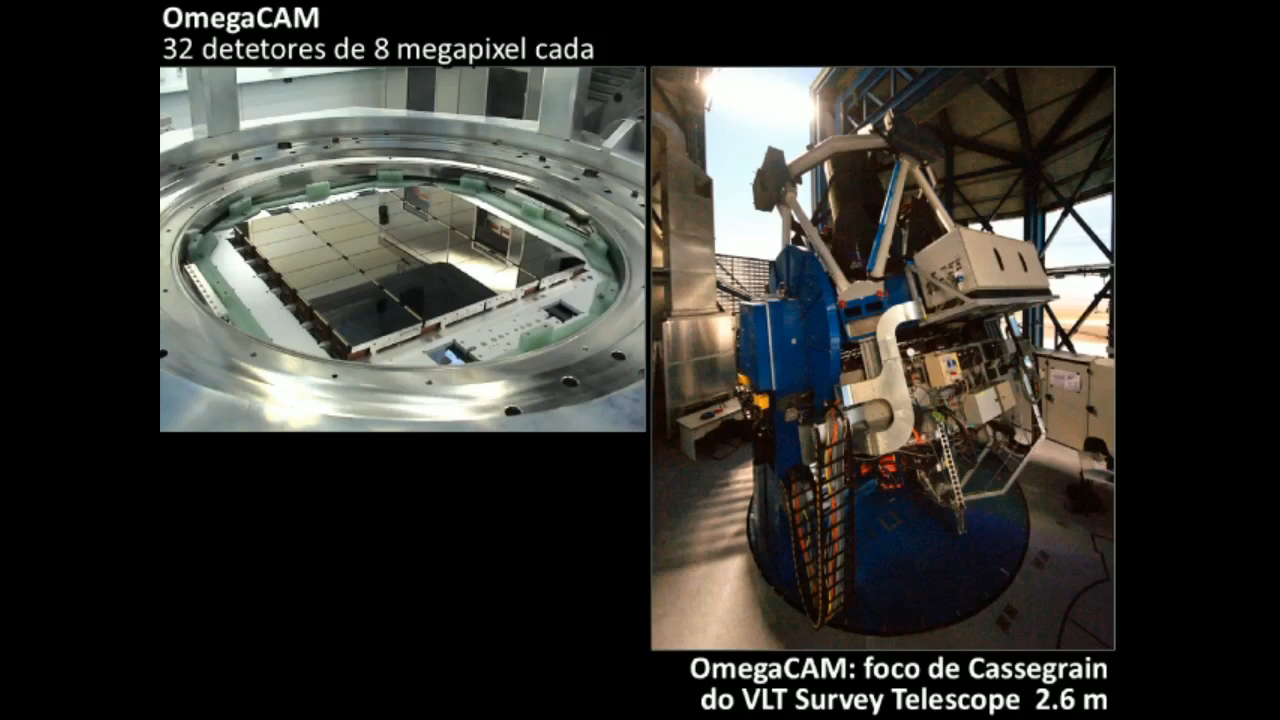 OmegaCAM
32 detetores de 8 megapixel cada
OmegaCAM: foco de Cassegrain
do VLT Survey Telescope 2.6 m